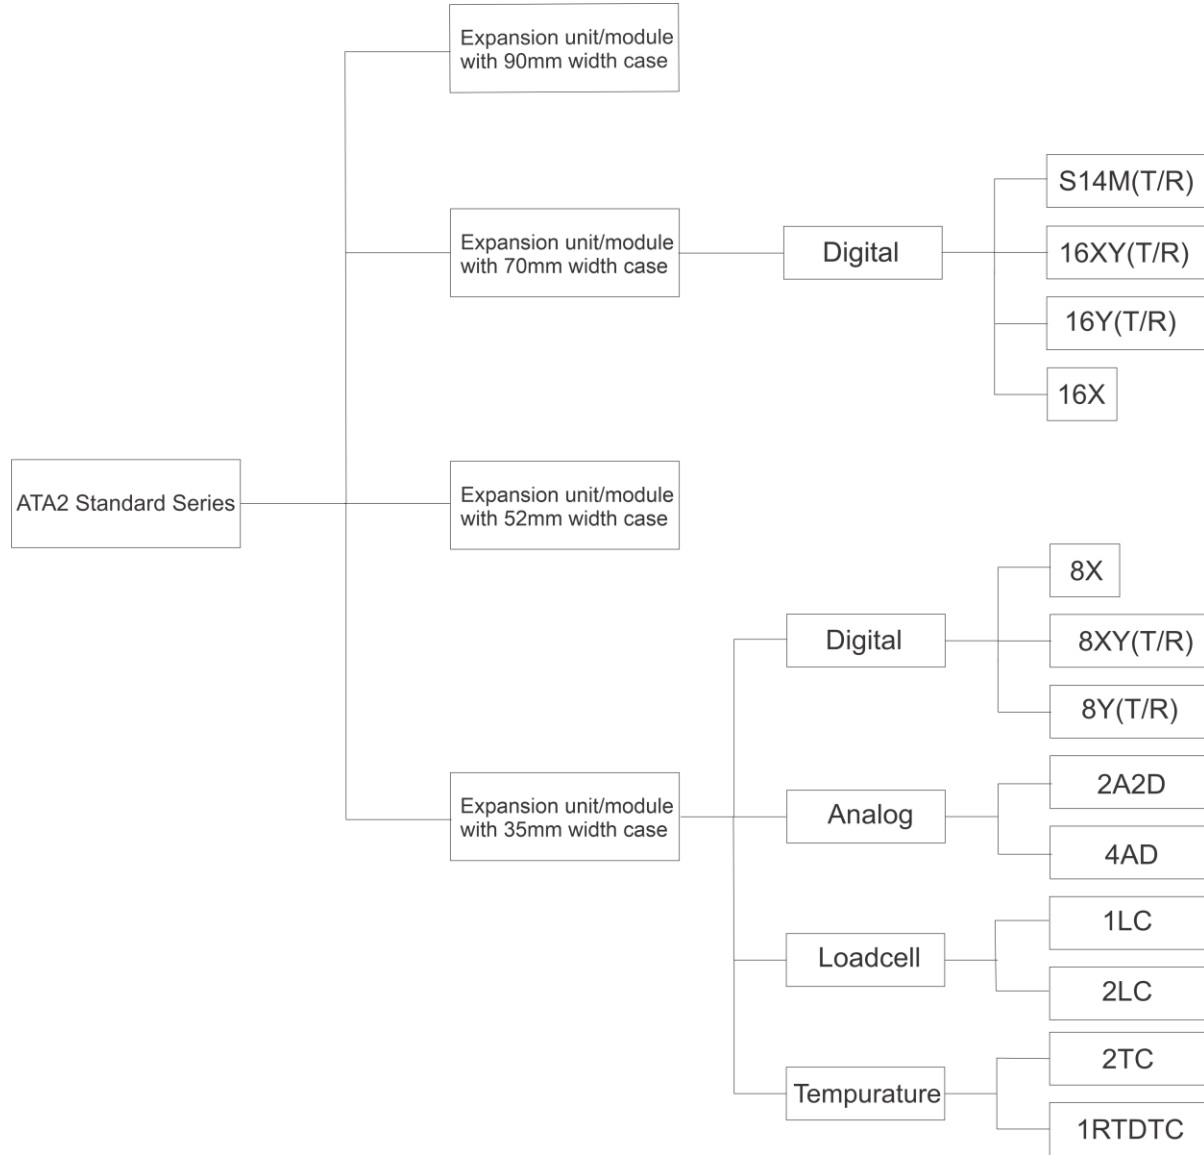 Expansion unit/module
with 90mm width case
S14M(T/R)
Expansion unit/module
with 70mm width case
Digital
16XY(T/R)
16Y(T/R)
16X
ATA2 Standard Series
Expansion unit/module
with 52mm width case
8X
Digital
8XY(T/R)
8Y(T/R)
2A2D
Expansion unit/module
with 35mm width case
Analog
4AD
1LC
Loadcell
2LC
2TC
Tempurature
1RTDTC